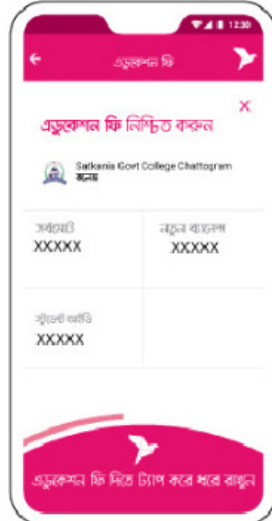 12:30
এডুকেশন ফি
এডুকেশন ফি নিশ্চিত করুন
X
Satkania Govt College Chattogram
কলেজ
সর্বমোট
XXXXX
নতুন ব্যালেন্স
XXXXX
স্টুডেন্ট আইডি
XXXXX
এডুকেশন ফি দিতে ট্যাপ করে ধরে রাখুন